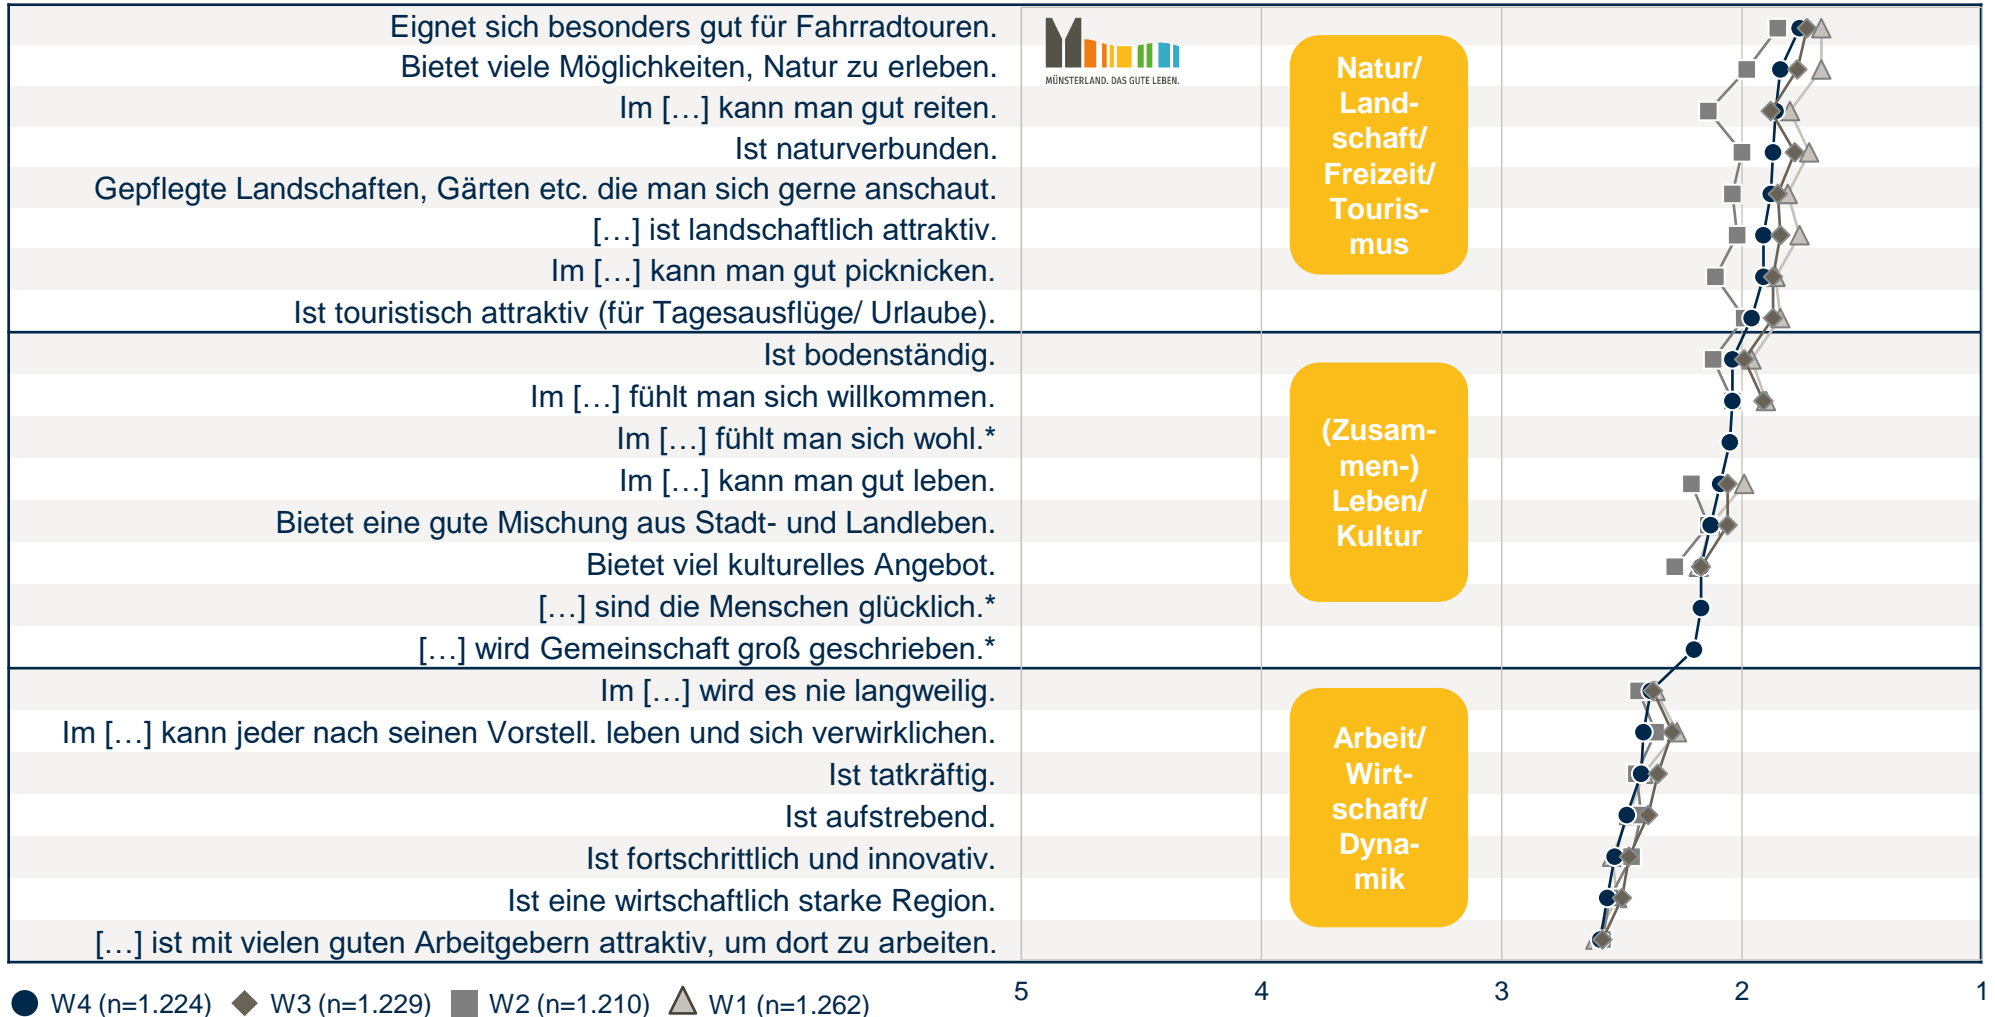 Eignet sich besonders gut für Fahrradtouren.
Bietet viele Möglichkeiten, Natur zu erleben.
Im […] kann man gut reiten.
Ist naturverbunden.
Gepflegte Landschaften, Gärten etc. die man sich gerne anschaut.
[…] ist landschaftlich attraktiv.
Im […] kann man gut picknicken.
Ist touristisch attraktiv (für Tagesausflüge/ Urlaube).
Ist bodenständig.
Im […] fühlt man sich willkommen.
Im […] fühlt man sich wohl.*
Im […] kann man gut leben.
Bietet eine gute Mischung aus Stadt- und Landleben.
Bietet viel kulturelles Angebot.
[…] sind die Menschen glücklich.*
[…] wird Gemeinschaft groß geschrieben.*
Im […] wird es nie langweilig.
Im […] kann jeder nach seinen Vorstell. leben und sich verwirklichen.
Ist tatkräftig.
Ist aufstrebend.
Ist fortschrittlich und innovativ.
Ist eine wirtschaftlich starke Region.
[…] ist mit vielen guten Arbeitgebern attraktiv, um dort zu arbeiten.
MÜNSTERLAND. DAS GUTE LEBEN.
Natur/
Land-
schaft/
Freizeit/
Touris-
mus
(Zusam-
men-)
Leben/
Kultur
Arbeit/
Wirt-
schaft/
Dyna-
mik
5 4 3 2 1
W4 (n=1.224) W3 (n=1.229) W2 (n=1.210) W1 (n=1.262)